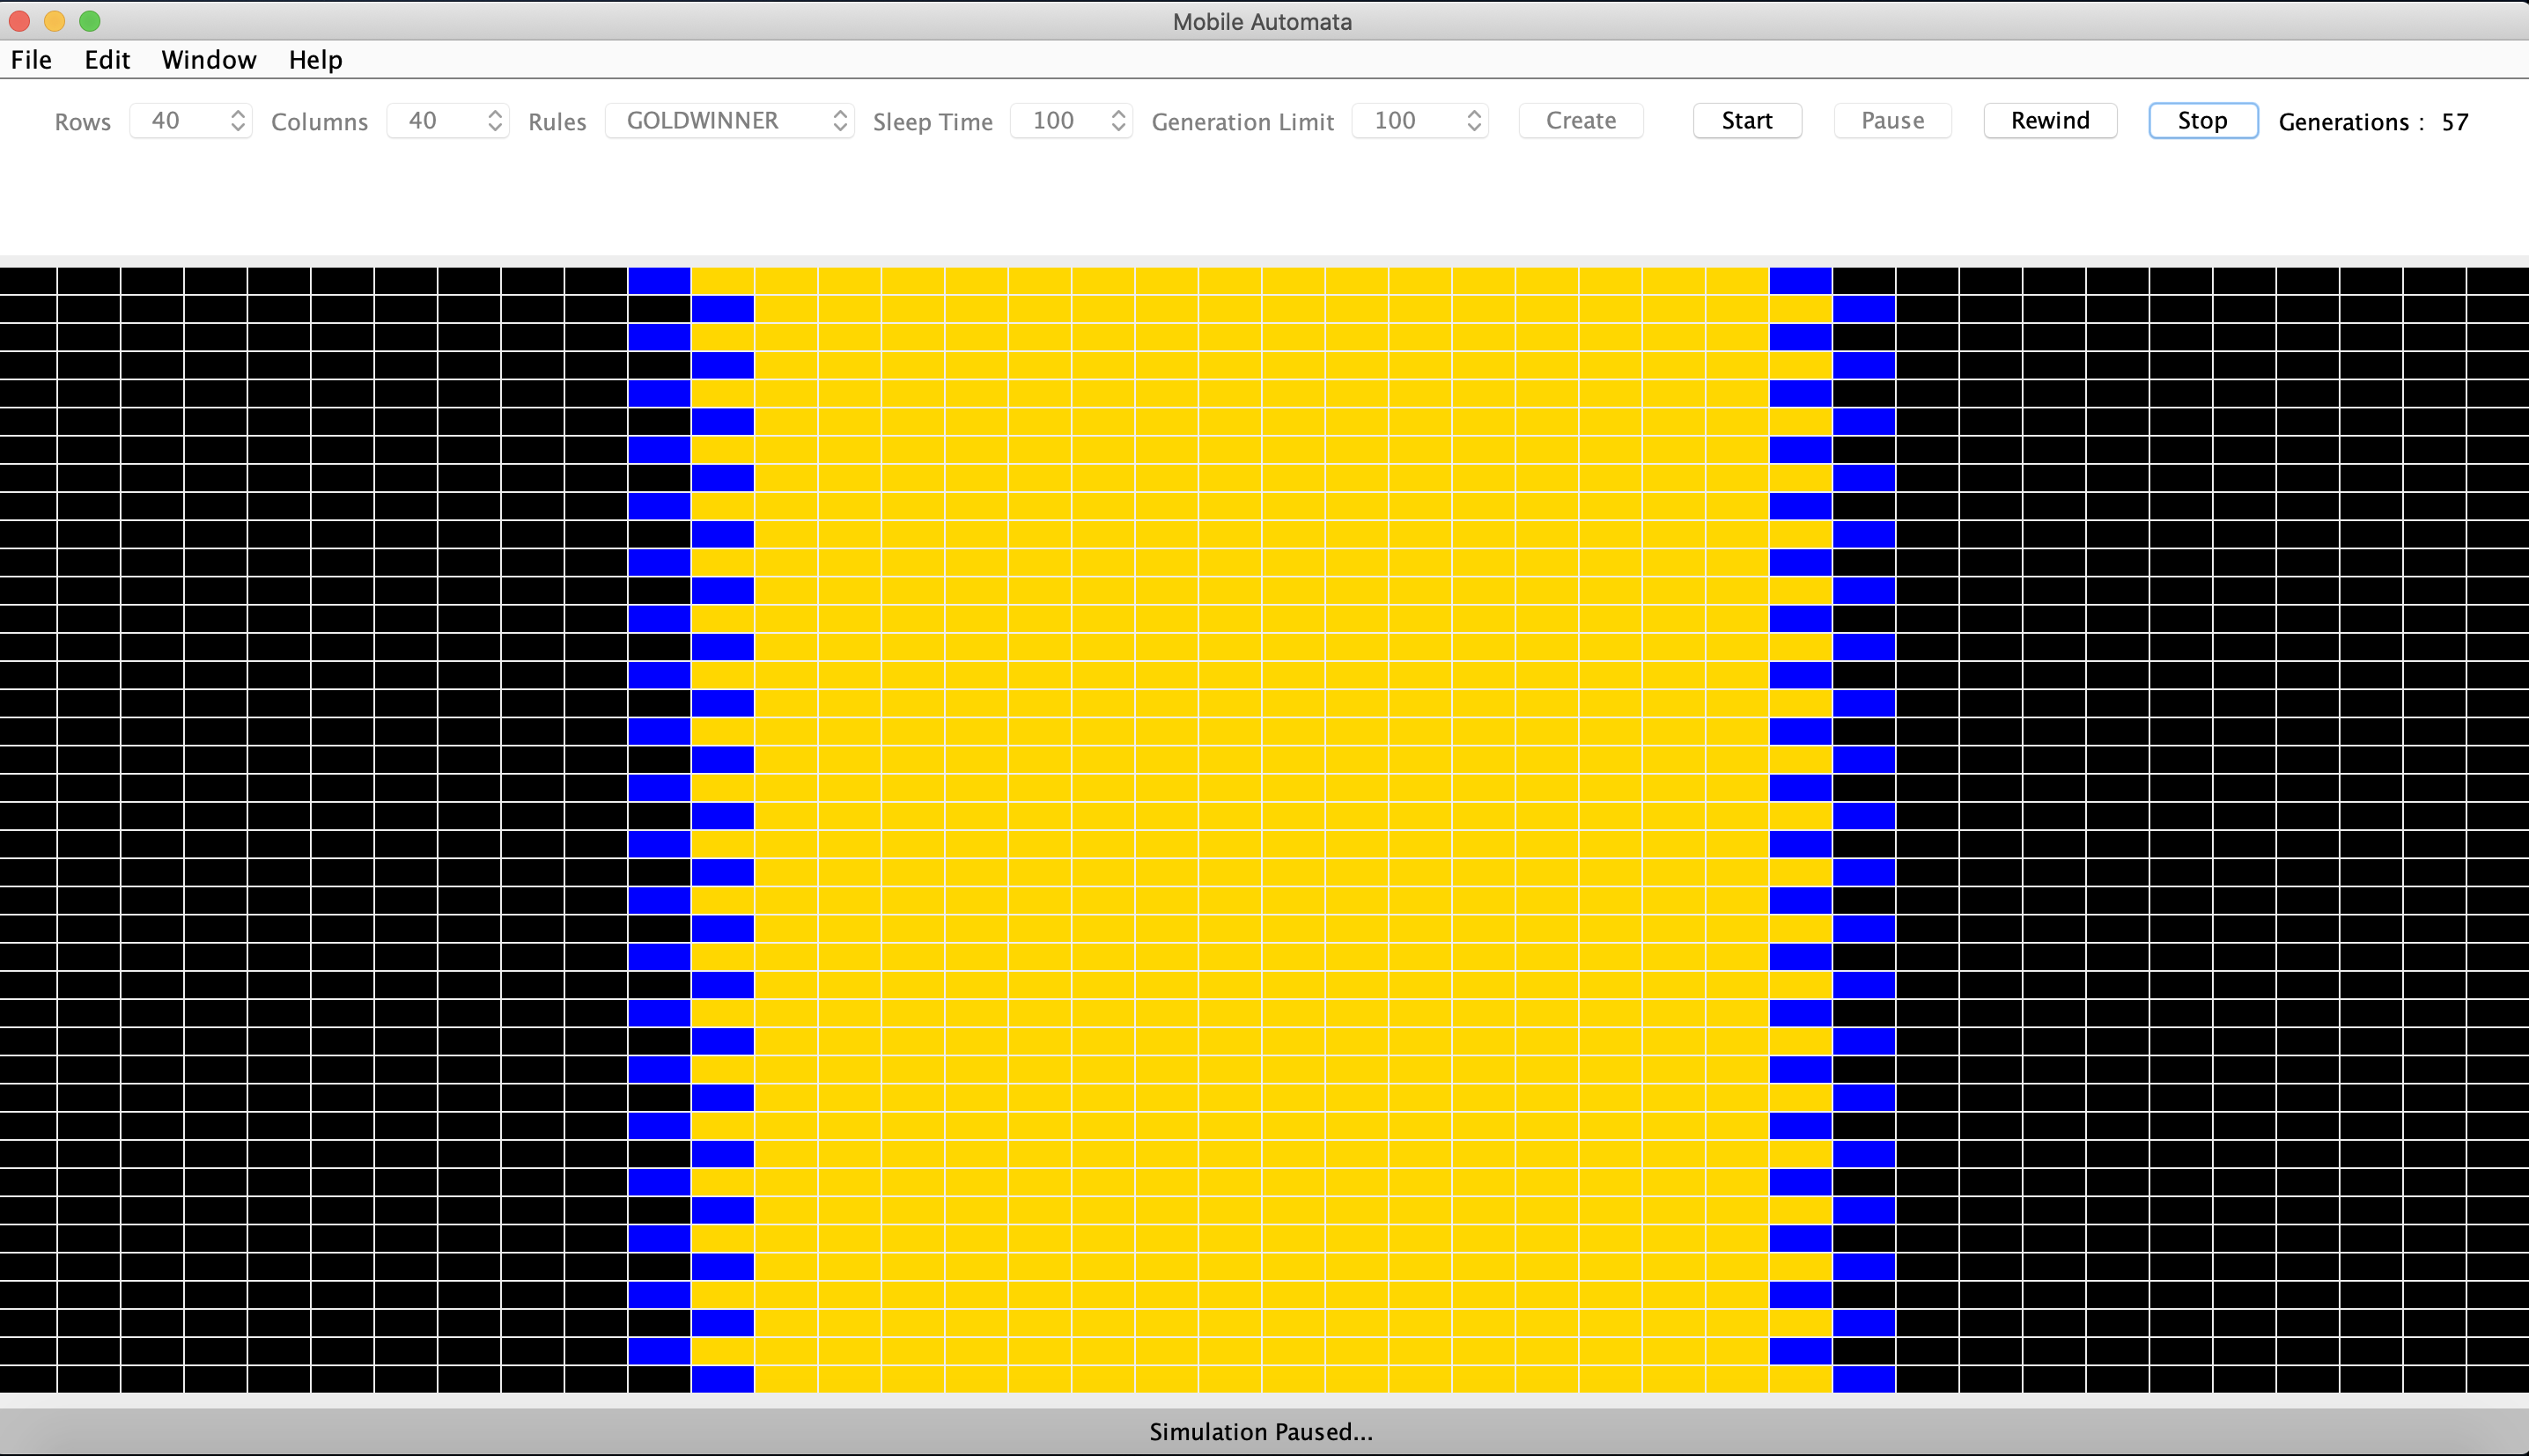 Mobile Automata
File Edit Window Help
Rows 40 Columns 40 Rules GOLDWINNER Sleep Time 100 Generation Limit 100 Create Start Pause Rewind Stop Generations : 57
Simulation Paused...